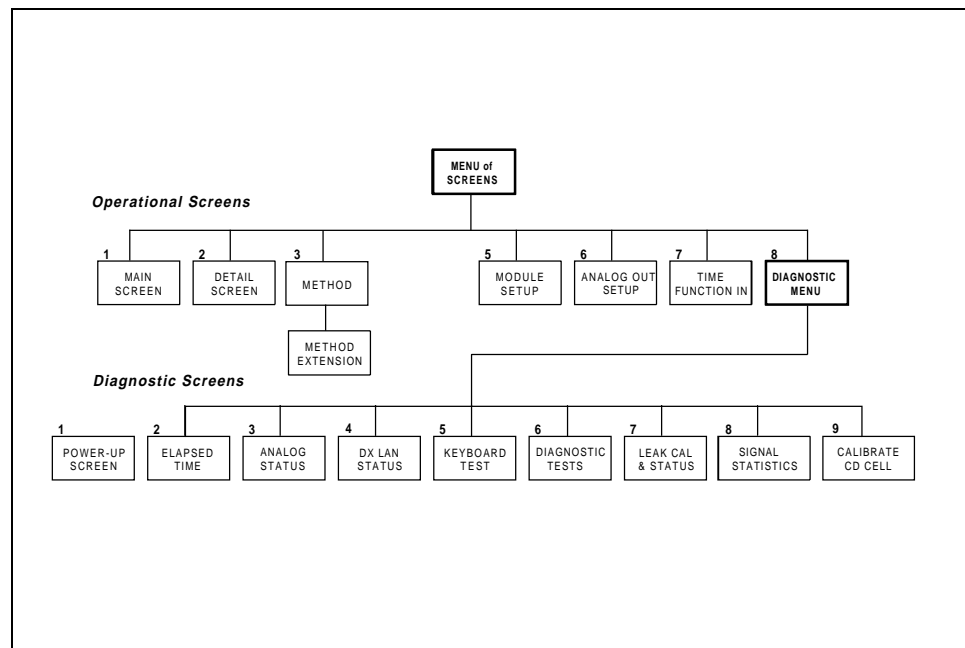 MENU of
SCREENS
Operational Screens
1
MAIN
SCREEN
2
DETAIL
SCREEN
3
METHOD
METHOD
EXTENSION
5
MODULE
SETUP
6
ANALOG OUT
SETUP
7
TIME
FUNCTION IN
8
DIAGNOSTIC
MENU
Diagnostic Screens
1
POWER-UP
SCREEN
2
ELAPSED
TIME
3
ANALOG
STATUS
4
DX LAN
STATUS
5
KEYBOARD
TEST
6
DIAGNOSTIC
TESTS
7
LEAK CAL
& STATUS
8
SIGNAL
STATISTICS
9
CALIBRATE
CD CELL